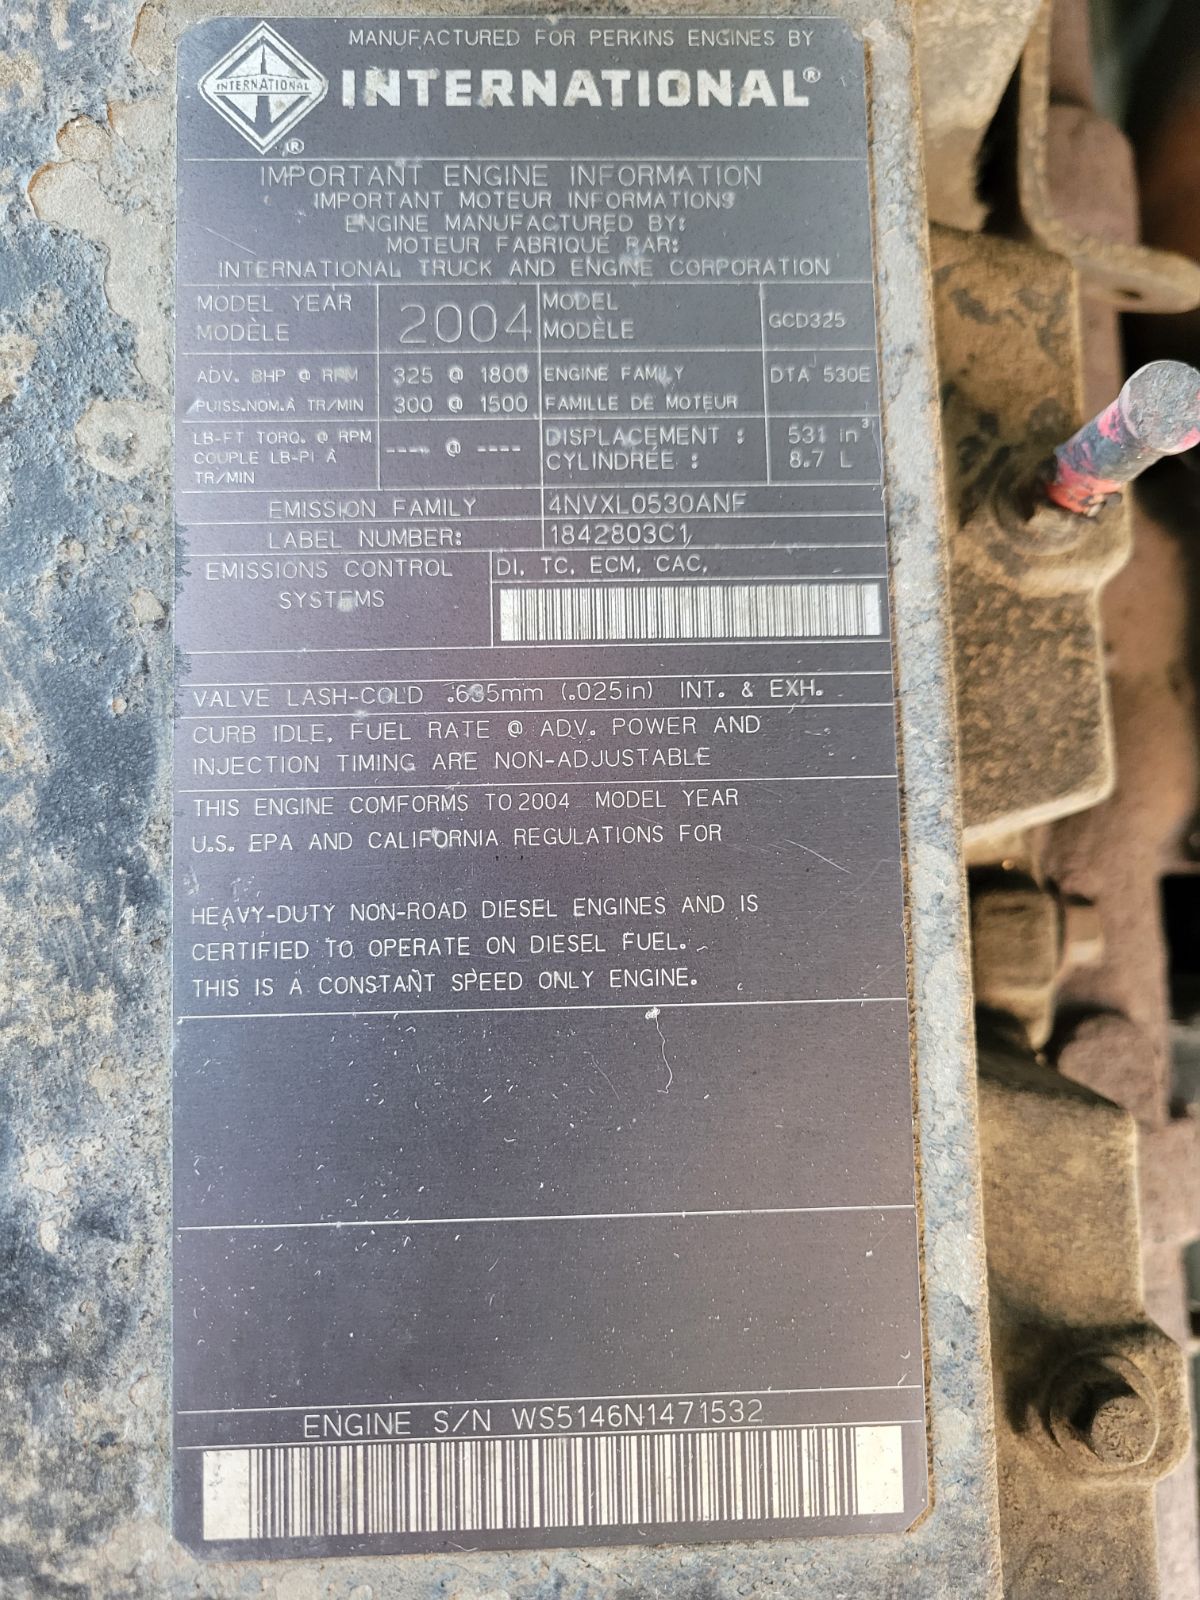 MANUFACTURED FOR PERKINS ENGINES BY
INTERNATIONAL
INTERNATIONAL®
®
IMPORTANT ENGINE INFORMATION
IMPORTANT MOTEUR INFORMATIONS
ENGINE MANUFACTURED BY:
MOTEUR FABRIQUÉ PAR:
INTERNATIONAL TRUCK AND ENGINE CORPORATION
MODEL YEAR
MODÈLE
2004
MODEL
MODÈLE
GCD325
ADV. BHP @ RPM
PUISS.NOM.À TR/MIN
325 @ 1800
300 @ 1500
ENGINE FAMILY
FAMILLE DE MOTEUR
DTA 530E
LB-FT TORQ. @ RPM
COUPLE LB-PI À
TR/MIN
---- @ ----
DISPLACEMENT :
CYLINDRÉE :
531 in³
8.7 L
EMISSION FAMILY
4NVXL0530ANF
LABEL NUMBER:
1842803C1
EMISSIONS CONTROL
SYSTEMS
DI, TC, ECM, CAC,
VALVE LASH-COLD .635mm (.025in) INT. & EXH.
CURB IDLE, FUEL RATE @ ADV. POWER AND
INJECTION TIMING ARE NON-ADJUSTABLE
THIS ENGINE COMFORMS TO 2004 MODEL YEAR
U.S. EPA AND CALIFORNIA REGULATIONS FOR
HEAVY-DUTY NON-ROAD DIESEL ENGINES AND IS
CERTIFIED TO OPERATE ON DIESEL FUEL.
THIS IS A CONSTANT SPEED ONLY ENGINE.
ENGINE S/N WS5146N1471532